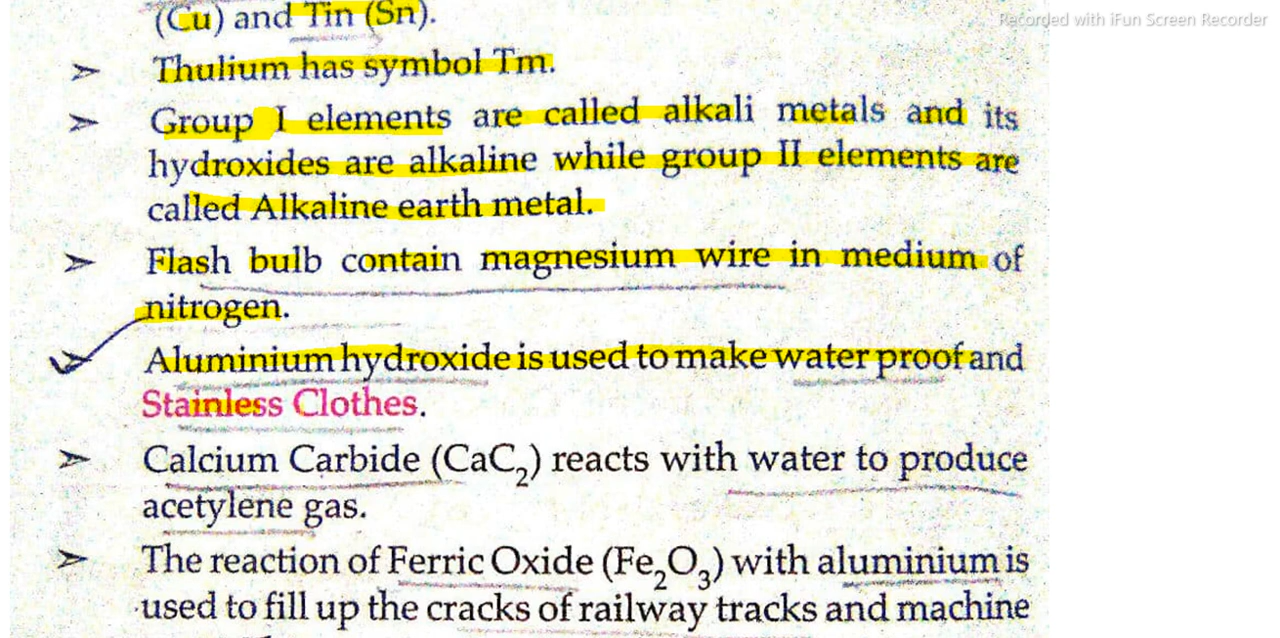 (Cu) and Tin (Sn).
Recorded with iFun Screen Recorder
➢ Thulium has symbol Tm.
➢ Group I elements are called alkali metals and its
hydroxides are alkaline while group II elements are
called Alkaline earth metal.
➢ Flash bulb contain magnesium wire in medium of
nitrogen.
➢ Aluminium hydroxide is used to make water proof and
Stainless Clothes.
➢ Calcium Carbide (CaC₂) reacts with water to produce
acetylene gas.
➢ The reaction of Ferric Oxide (Fe₂O₃) with aluminium is
used to fill up the cracks of railway tracks and machine